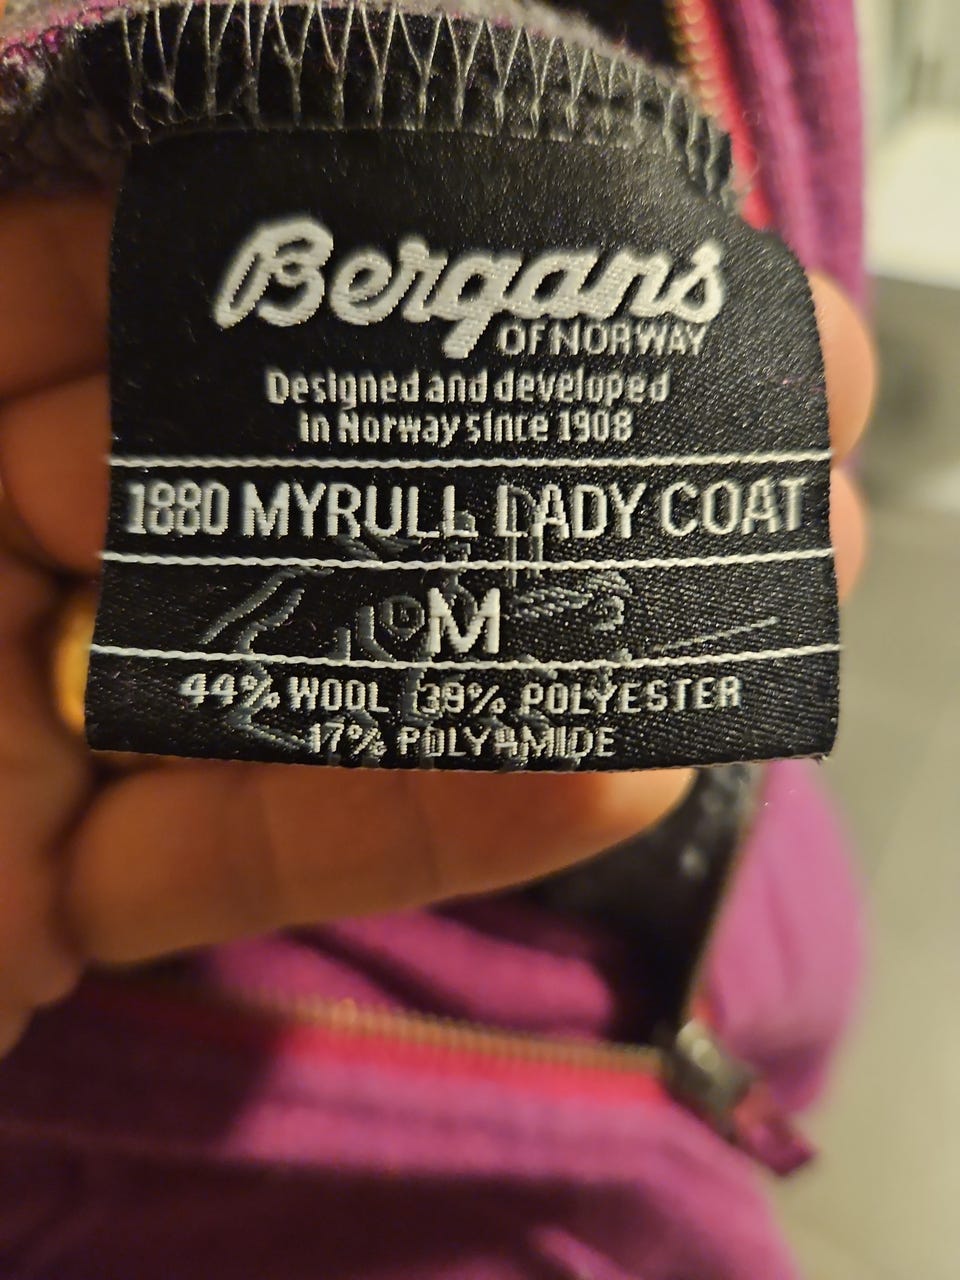 Bergans
OF NORWAY
Designed and developed
in Norway since 1908
1880 MYRULL LADY COAT
M
44% WOOL 39% POLYESTER
17% POLYAMIDE